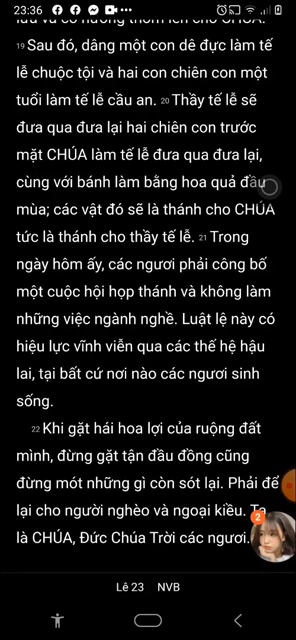 23:36
lưu và có hương thơm lên cho CHÚA.
19 Sau đó, dâng một con dê đực làm tế
lễ chuộc tội và hai con chiên con một
tuổi làm tế lễ cầu an. 20 Thầy tế lễ sẽ
đưa qua đưa lại hai chiên con trước
mặt CHÚA làm tế lễ đưa qua đưa lại,
cùng với bánh làm bằng hoa quả đầu
mùa; các vật đó sẽ là thánh cho CHÚA
tức là thánh cho thầy tế lễ. 21 Trong
ngày hôm ấy, các ngươi phải công bố
một cuộc hội họp thánh và không làm
những việc ngành nghề. Luật lệ này có
hiệu lực vĩnh viễn qua các thế hệ hậu
lai, tại bất cứ nơi nào các ngươi sinh
sống.
22 Khi gặt hái hoa lợi của ruộng đất
mình, đừng gặt tận đầu đồng cũng
đừng mót những gì còn sót lại. Phải để
lại cho người nghèo và ngoại kiều. Ta
là CHÚA, Đức Chúa Trời các ngươi.
2
Lê 23 NVB